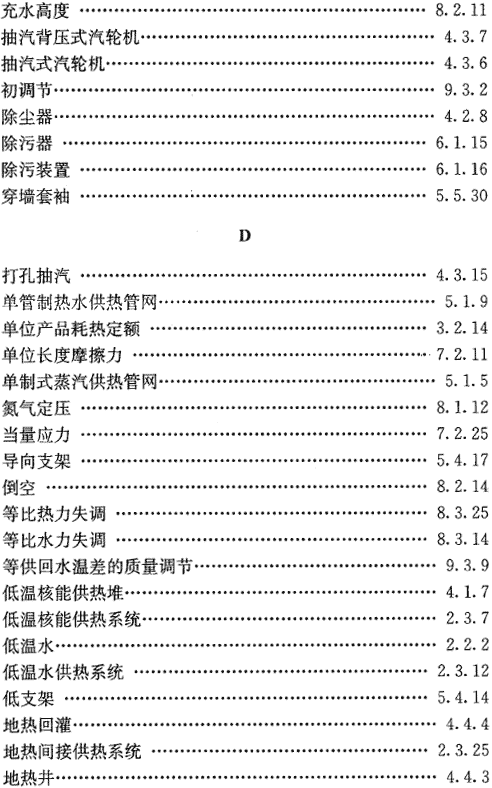 充水高度 …………………………………… 8.2.11
抽汽背压式汽轮机…………………………………… 4.3.7
抽汽式汽轮机…………………………………… 4.3.6
初调节…………………………………… 9.3.2
除尘器…………………………………… 4.2.8
除污器 …………………………………… 6.1.15
除污装置 …………………………………… 6.1.16
穿墙套袖 …………………………………… 5.5.30
D
打孔抽汽 …………………………………… 4.3.15
单管制热水供热管网…………………………………… 5.1.9
单位产品耗热定额 …………………………………… 3.2.14
单位长度摩擦力 …………………………………… 7.2.11
单制式蒸汽供热管网…………………………………… 5.1.5
氮气定压 …………………………………… 8.1.12
当量应力 …………………………………… 7.2.25
导向支架 …………………………………… 5.4.17
倒空 …………………………………… 8.2.14
等比热力失调 …………………………………… 8.3.25
等比水力失调 …………………………………… 8.3.14
等供回水温差的质量调节…………………………………… 9.3.9
低温核能供热堆…………………………………… 4.1.7
低温核能供热系统…………………………………… 2.3.7
低温水…………………………………… 2.2.2
低温水供热系统 …………………………………… 2.3.12
低支架 …………………………………… 5.4.14
地热回灌…………………………………… 4.4.4
地热间接供热系统 …………………………………… 2.3.25
地热井…………………………………… 4.4.3